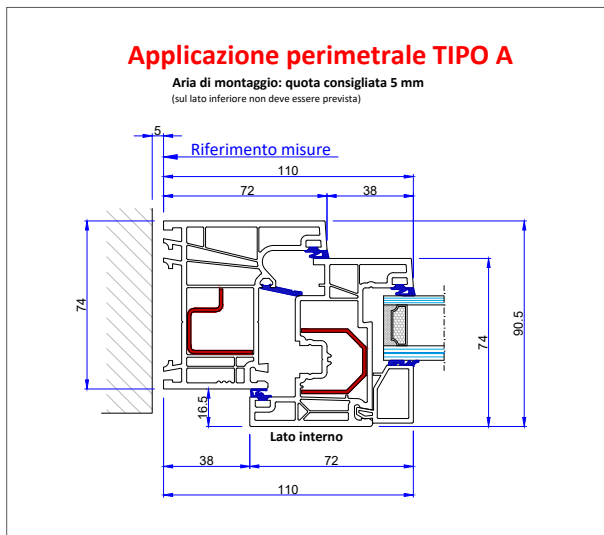 Applicazione perimetrale TIPO A
Aria di montaggio: quota consigliata 5 mm
(sul lato inferiore non deve essere prevista)
5
Riferimento misure
110
72
38
74
74
90.5
16.5
Lato interno
38
72
110